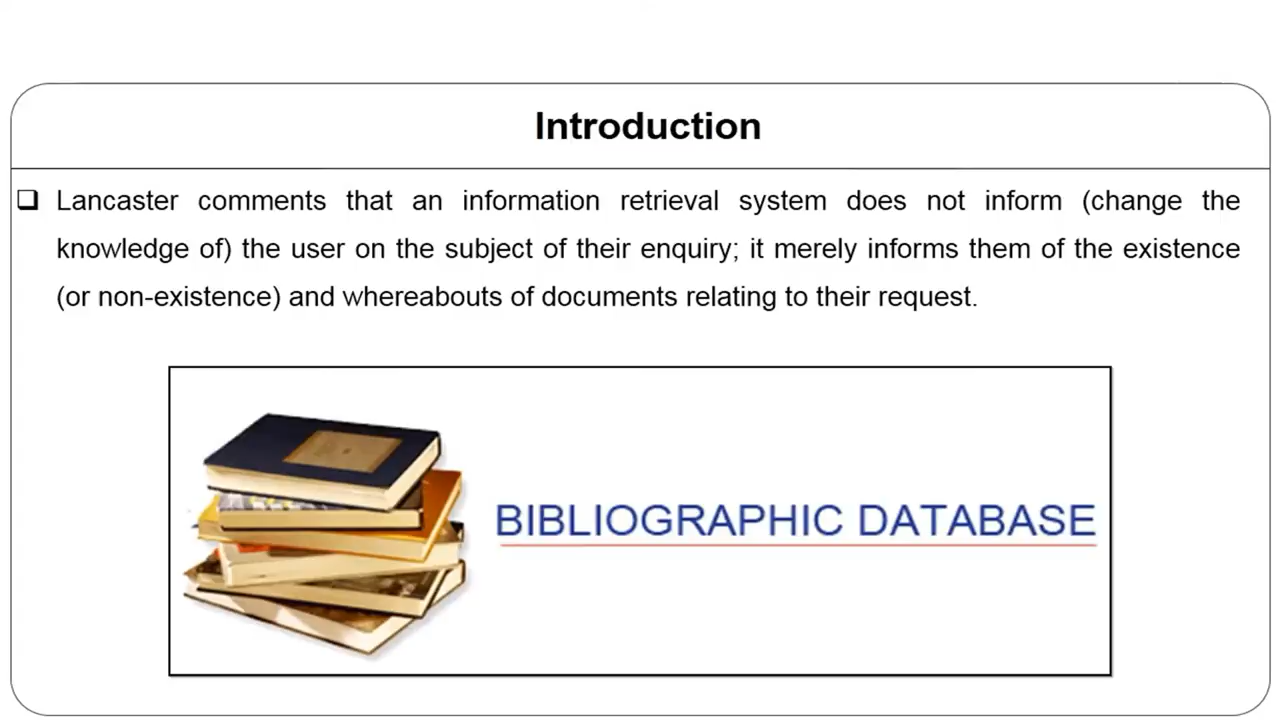 Introduction
❑ Lancaster comments that an information retrieval system does not inform (change the
knowledge of) the user on the subject of their enquiry; it merely informs them of the existence
(or non-existence) and whereabouts of documents relating to their request.
BIBLIOGRAPHIC DATABASE